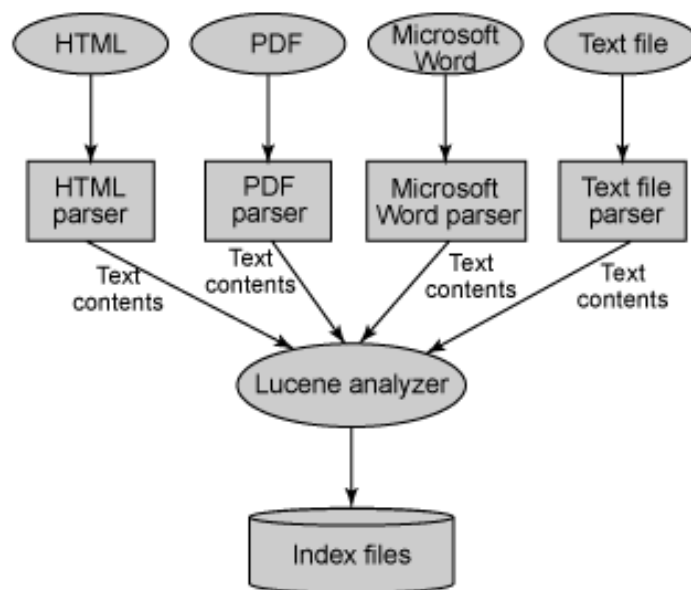 HTML
PDF
Microsoft
Word
Text file
HTML
parser
PDF
parser
Microsoft
Word parser
Text file
parser
Text
contents
Text
contents
Text
contents
Text
contents
Lucene analyzer
Index files